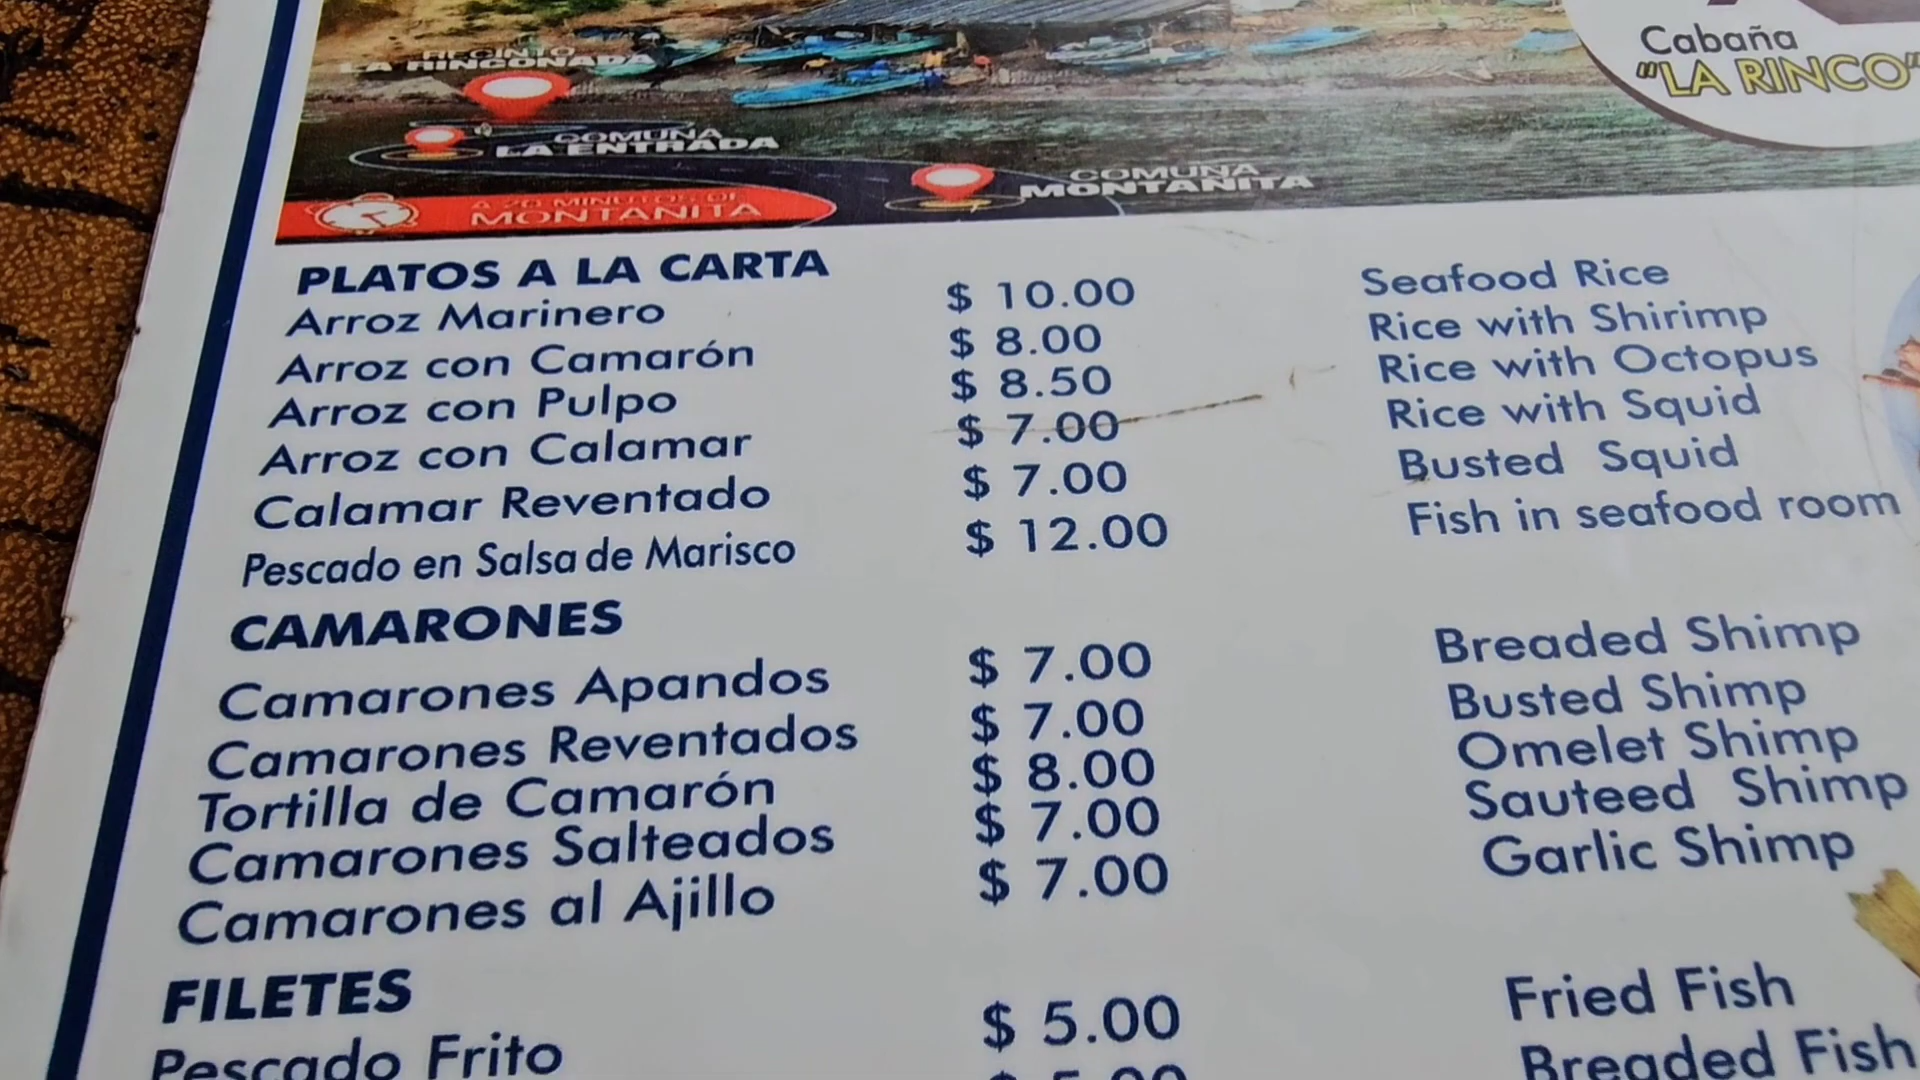 RECINTO
LA RINCONADA
COMUNA
LA ENTRADA
COMUNA
MONTAÑITA
A 20 MINUTOS DE
MONTAÑITA
Cabaña
"LA RINCO"
PLATOS A LA CARTA
Arroz Marinero $ 10.00 Seafood Rice
Arroz con Camarón $ 8.00 Rice with Shirimp
Arroz con Pulpo $ 8.50 Rice with Octopus
Arroz con Calamar $ 7.00 Rice with Squid
Calamar Reventado $ 7.00 Busted Squid
Pescado en Salsa de Marisco $ 12.00 Fish in seafood room
CAMARONES
Camarones Apandos $ 7.00 Breaded Shimp
Camarones Reventados $ 7.00 Busted Shimp
Tortilla de Camarón $ 8.00 Omelet Shimp
Camarones Salteados $ 7.00 Sauteed Shimp
Camarones al Ajillo $ 7.00 Garlic Shimp
FILETES
Pescado Frito $ 5.00 Fried Fish
Breaded Fish